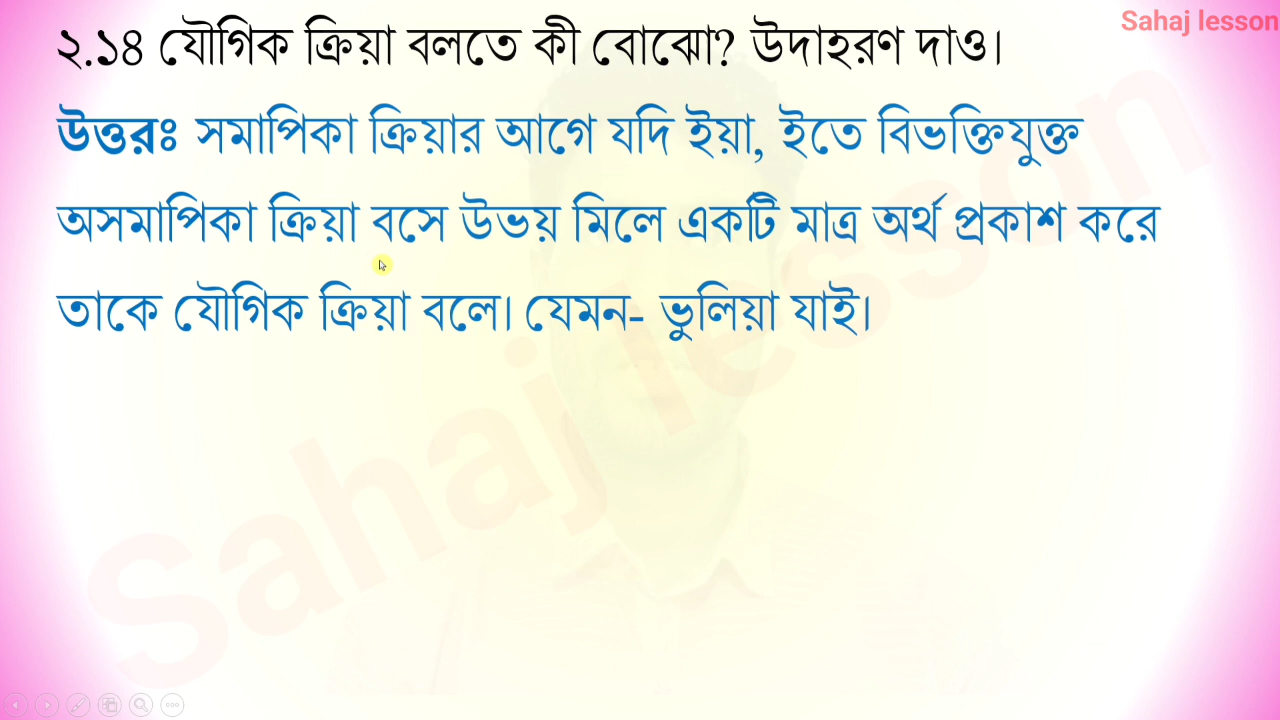 Sahaj lesson
২.১৪ যৌগিক ক্রিয়া বলতে কী বোঝো? উদাহরণ দাও।
উত্তরঃ সমাপিকা ক্রিয়ার আগে যদি ইয়া, ইতে বিভক্তিযুক্ত
অসমাপিকা ক্রিয়া বসে উভয় মিলে একটি মাত্র অর্থ প্রকাশ করে
তাকে যৌগিক ক্রিয়া বলে। যেমন- ভুলিয়া যাই।
Sahaj lesson